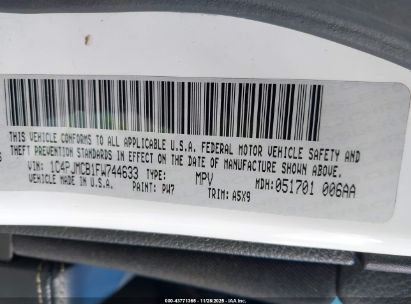 THIS VEHICLE CONFORMS TO ALL APPLICABLE U.S.A. FEDERAL MOTOR VEHICLE SAFETY AND
THEFT PREVENTION STANDARDS IN EFFECT ON THE DATE OF MANUFACTURE SHOWN ABOVE.
VIN: 1C4PJMCB1FW744633 TYPE: MPV MDH: 051701 006AA
MADE IN U.S.A. PAINT: PW7 TRIM: A5X9